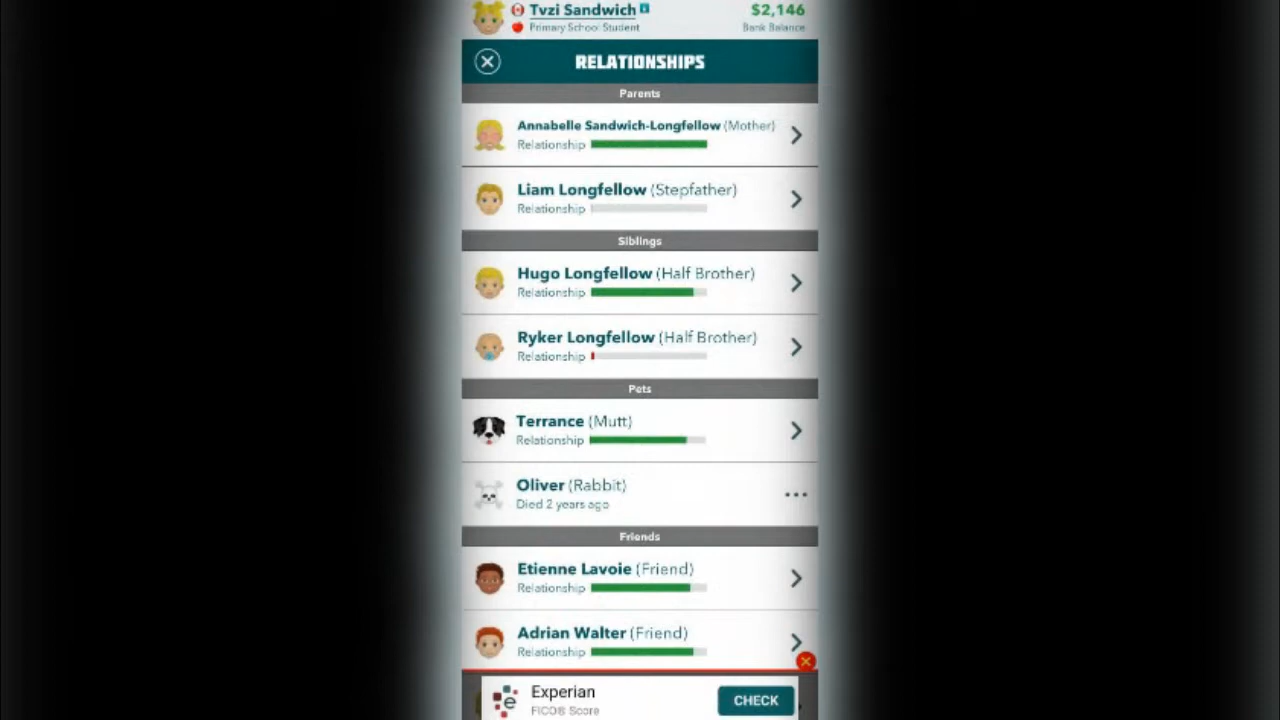 Tvzi Sandwich
$2,146
Primary School Student
Bank Balance
RELATIONSHIPS
Parents
Annabelle Sandwich-Longfellow (Mother)
Relationship
Liam Longfellow (Stepfather)
Relationship
Siblings
Hugo Longfellow (Half Brother)
Relationship
Ryker Longfellow (Half Brother)
Relationship
Pets
Terrance (Mutt)
Relationship
Oliver (Rabbit)
Died 2 years ago
Friends
Etienne Lavoie (Friend)
Relationship
Adrian Walter (Friend)
Relationship
Experian
FICO® Score
CHECK